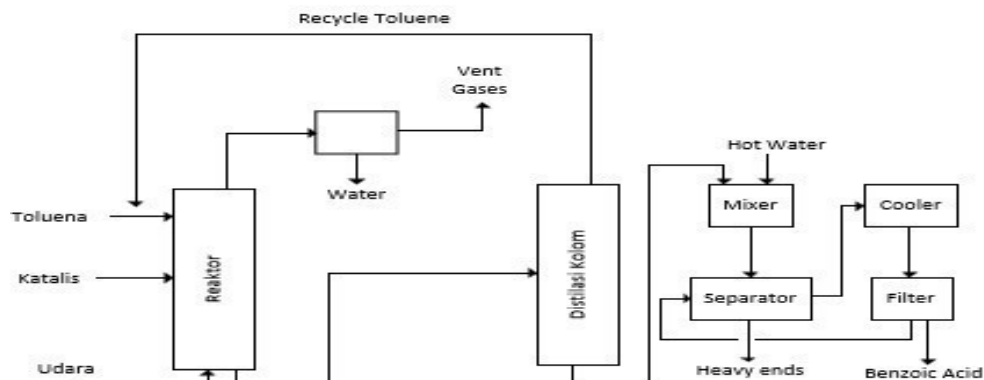 Recycle Toluene
Vent
Gases
Hot Water
Water
Mixer
Cooler
Toluena
Reaktor
Distilasi Kolom
Katalis
Separator
Filter
Udara
Heavy ends
Benzoic Acid